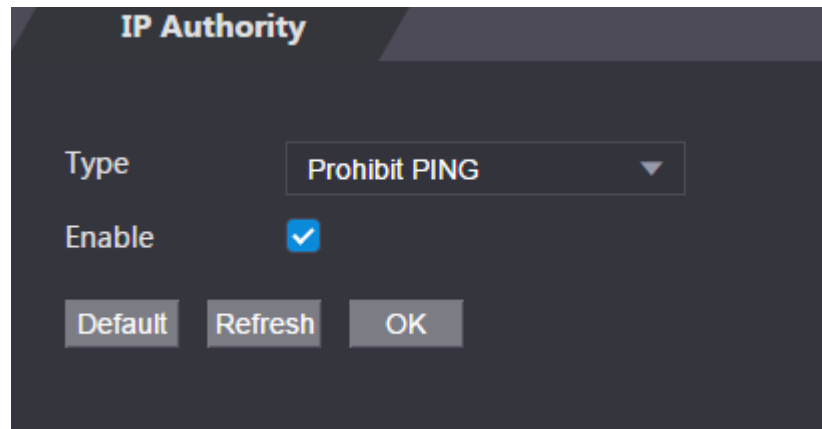 IP Authority
Type Prohibit PING
Enable
Default Refresh OK